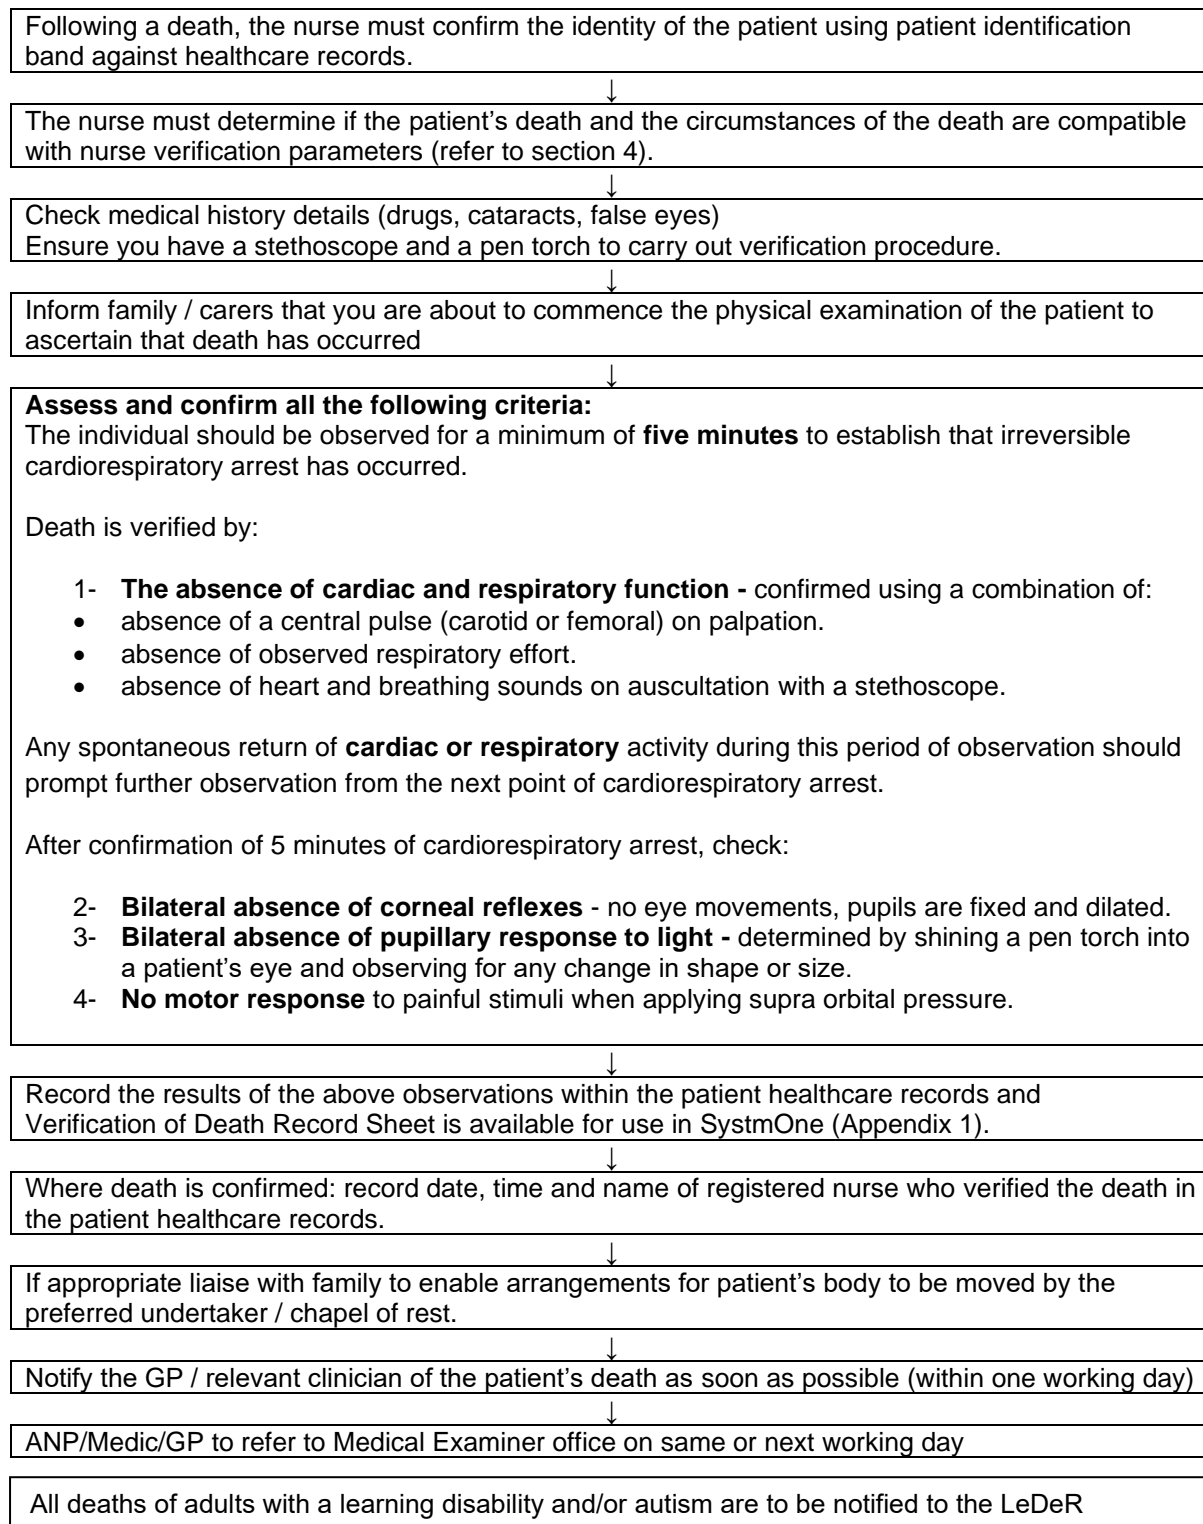 Following a death, the nurse must confirm the identity of the patient using patient identification
band against healthcare records.
↓
The nurse must determine if the patient’s death and the circumstances of the death are compatible
with nurse verification parameters (refer to section 4).
↓
Check medical history details (drugs, cataracts, false eyes)
Ensure you have a stethoscope and a pen torch to carry out verification procedure.
↓
Inform family / carers that you are about to commence the physical examination of the patient to
ascertain that death has occurred
↓
Assess and confirm all the following criteria:
The individual should be observed for a minimum of five minutes to establish that irreversible
cardiorespiratory arrest has occurred.
Death is verified by:
1- The absence of cardiac and respiratory function - confirmed using a combination of:
• absence of a central pulse (carotid or femoral) on palpation.
• absence of observed respiratory effort.
• absence of heart and breathing sounds on auscultation with a stethoscope.
Any spontaneous return of cardiac or respiratory activity during this period of observation should
prompt further observation from the next point of cardiorespiratory arrest.
After confirmation of 5 minutes of cardiorespiratory arrest, check:
2- Bilateral absence of corneal reflexes - no eye movements, pupils are fixed and dilated.
3- Bilateral absence of pupillary response to light - determined by shining a pen torch into
a patient’s eye and observing for any change in shape or size.
4- No motor response to painful stimuli when applying supra orbital pressure.
↓
Record the results of the above observations within the patient healthcare records and
Verification of Death Record Sheet is available for use in SystmOne (Appendix 1).
↓
Where death is confirmed: record date, time and name of registered nurse who verified the death in
the patient healthcare records.
↓
If appropriate liaise with family to enable arrangements for patient’s body to be moved by the
preferred undertaker / chapel of rest.
↓
Notify the GP / relevant clinician of the patient’s death as soon as possible (within one working day)
↓
ANP/Medic/GP to refer to Medical Examiner office on same or next working day
All deaths of adults with a learning disability and/or autism are to be notified to the LeDeR